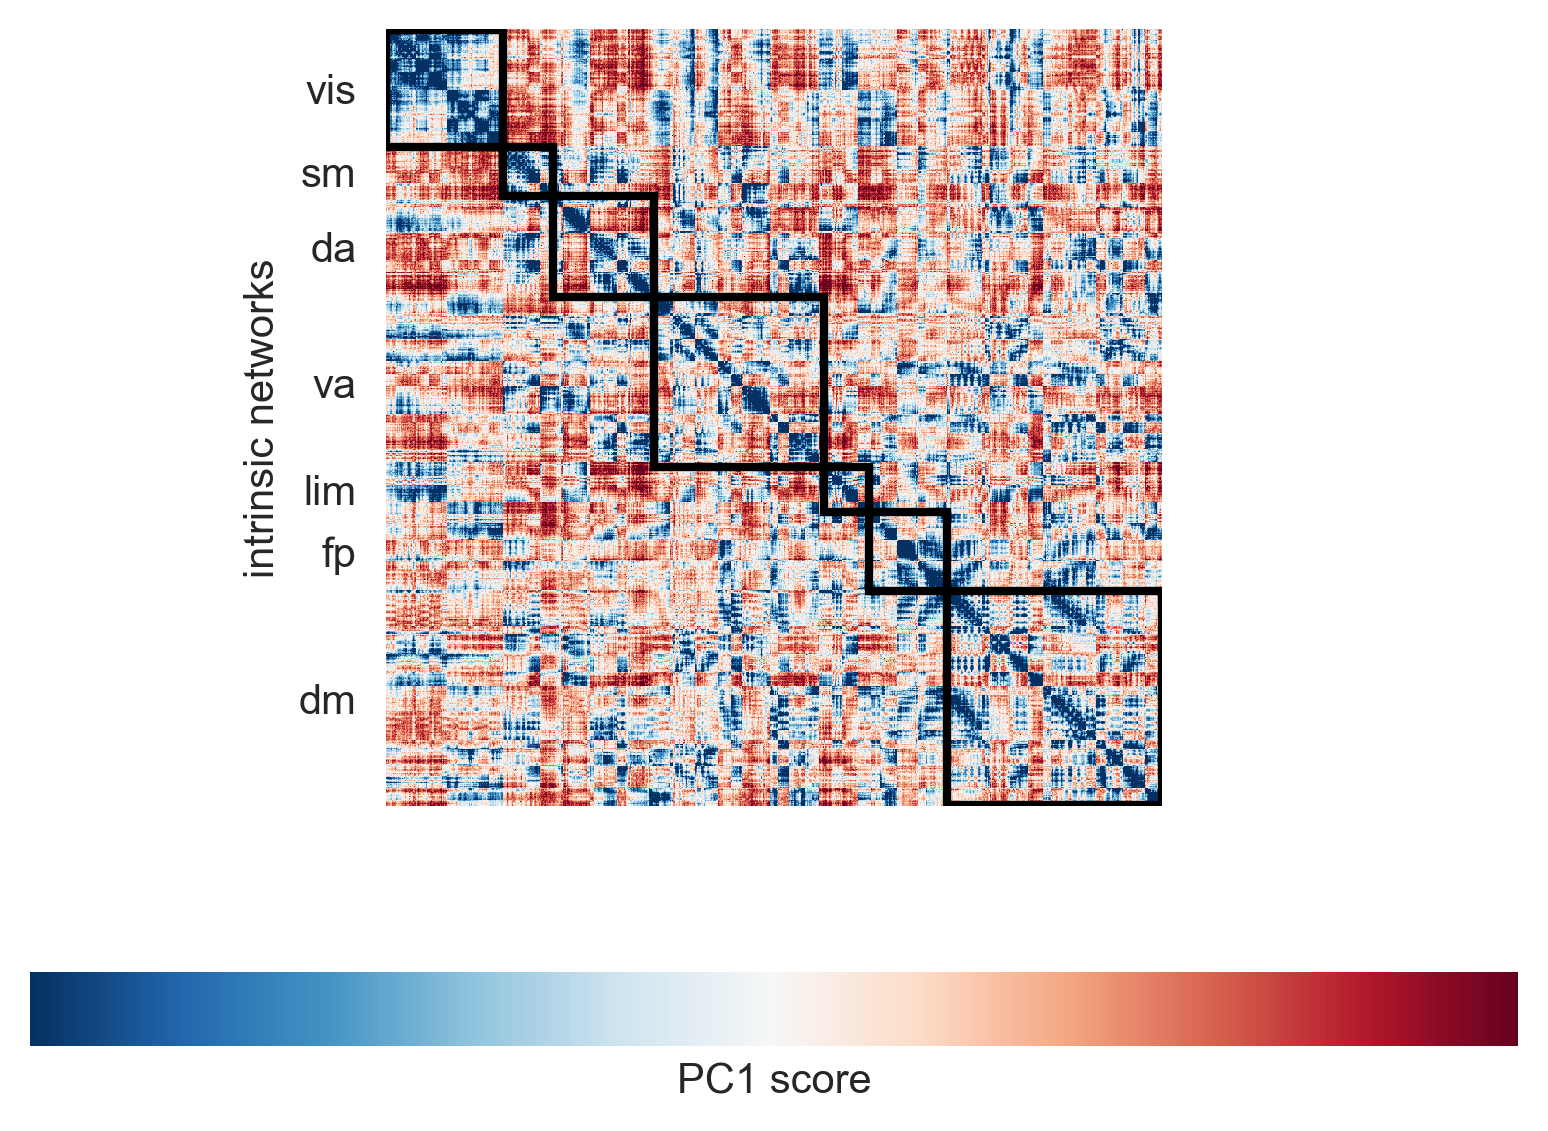 vis
sm
da
va
lim
fp
dm
intrinsic networks
PC1 score